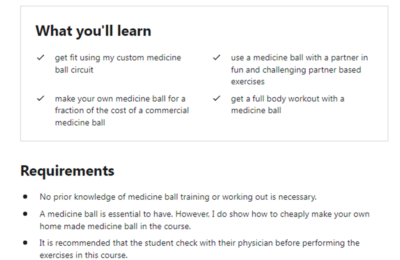 What you'll learn
get fit using my custom medicine
ball circuit
use a medicine ball with a partner in
fun and challenging partner based
exercises
make your own medicine ball for a
fraction of the cost of a commercial
medicine ball
get a full body workout with a
medicine ball
Requirements
No prior knowledge of medicine ball training or working out is necessary.
A medicine ball is essential to have. However, I do show how to cheaply make your own
home made medicine ball in the course.
It is recommended that the student check with their physician before performing the
exercises in this course.